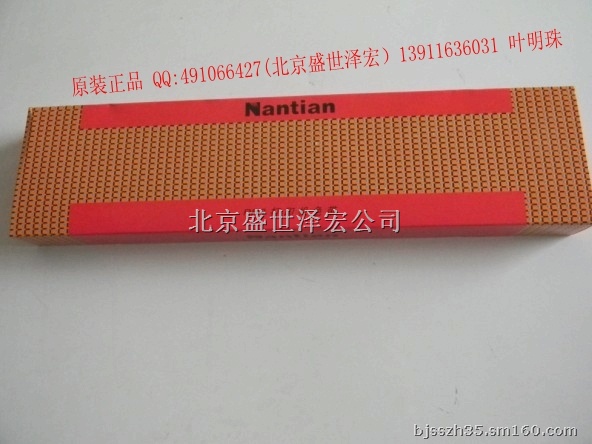 原装正品 QQ:491066427(北京盛世泽宏）13911636031 叶明珠
Nantian
北京盛世泽宏公司
Nantian
bjsszh35.sm160.com